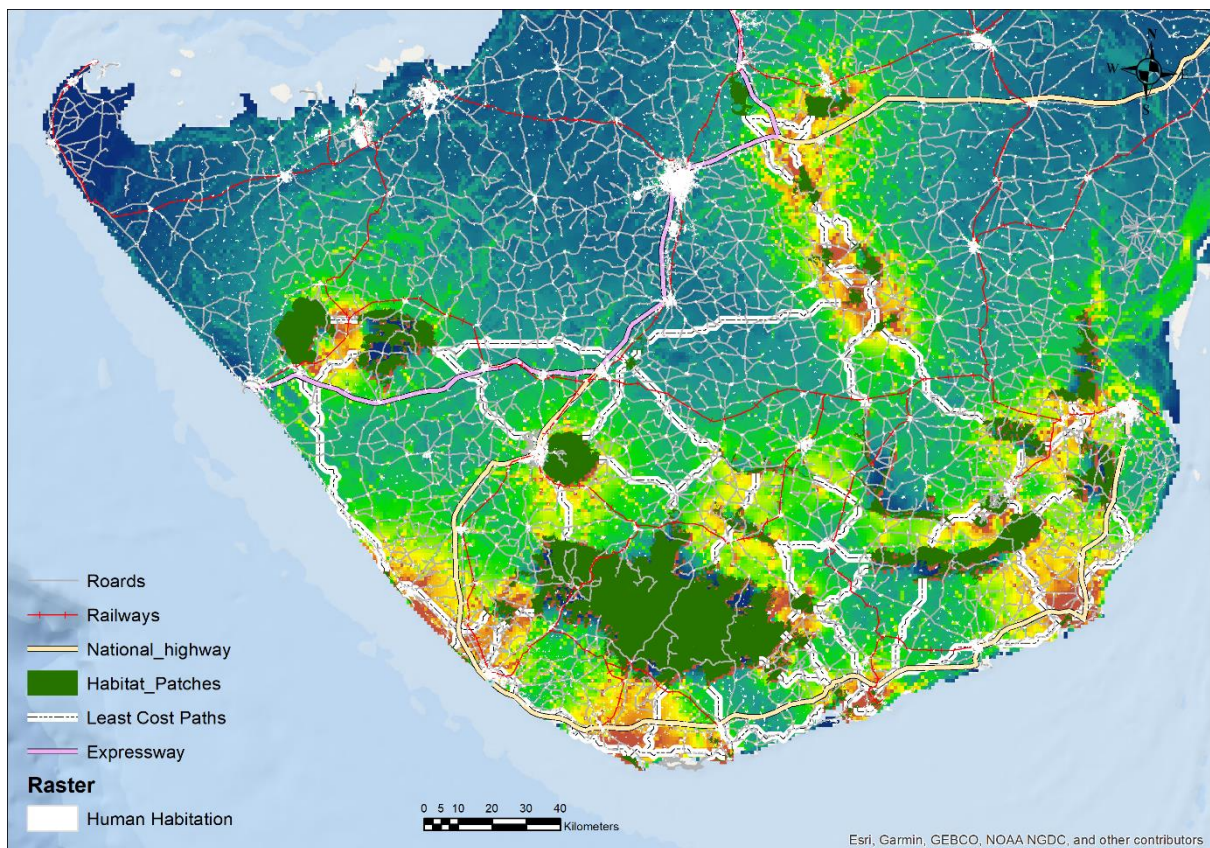 N
W
S
Roards
Railways
National_highway
Habitat_Patches
Least Cost Paths
Expressway
Raster
Human Habitation
0 5 10 20 30 40
Kilometers
Esri, Garmin, GEBCO, NOAA NGDC, and other contributors